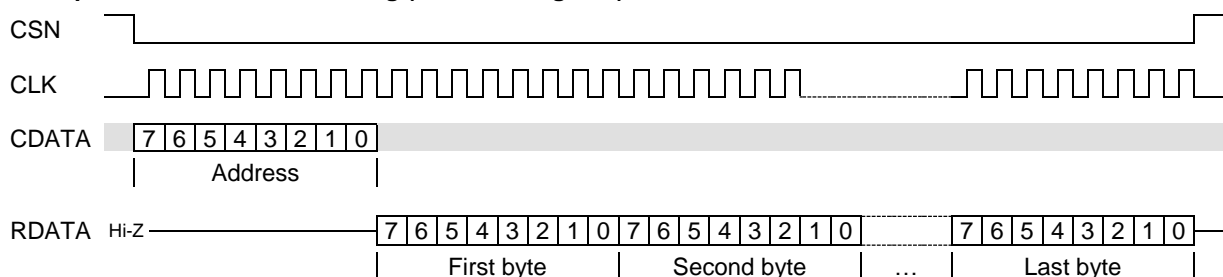 CSN
CLK
CDATA 7 6 5 4 3 2 1 0
Address
RDATA Hi-Z 7 6 5 4 3 2 1 0 7 6 5 4 3 2 1 0 7 6 5 4 3 2 1 0
First byte Second byte … Last byte